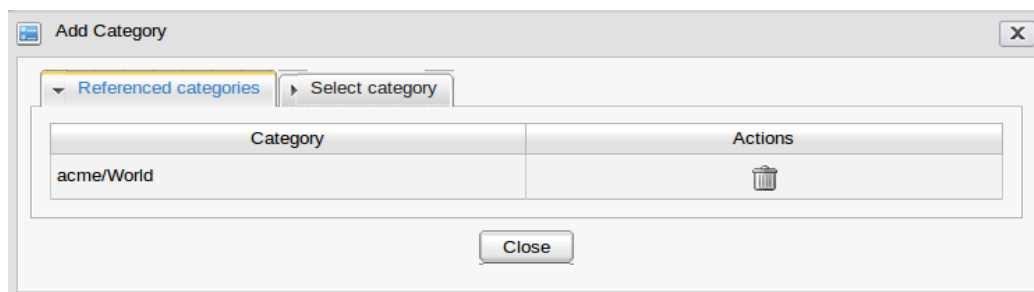 Add Category
X
Referenced categories
Select category
Category
Actions
acme/World
Close